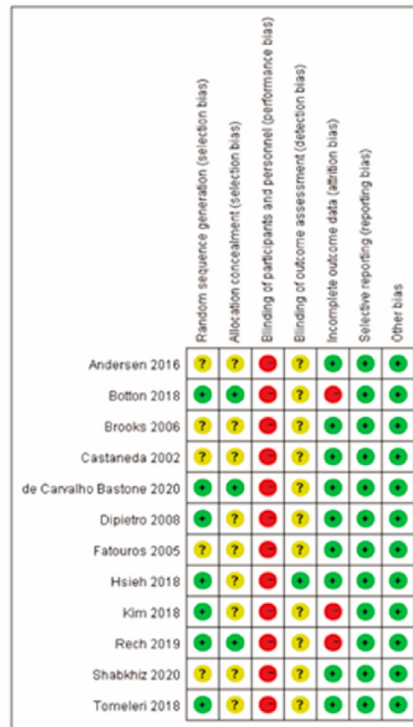 Random sequence generation (selection bias)
Allocation concealment (selection bias)
Blinding of participants and personnel (performance bias)
Blinding of outcome assessment (detection bias)
Incomplete outcome data (attrition bias)
Selective reporting (reporting bias)
Other bias
Andersen 2016 ? ? - ? + + +
Botton 2018 + + - ? - + +
Brooks 2006 ? ? - ? + + +
Castaneda 2002 ? ? - ? + + +
de Carvalho Bastone 2020 + + - ? + + +
Dipietro 2008 + ? - ? + + +
Fatouros 2005 ? ? - ? + + +
Hsieh 2018 + ? - + + + +
Kim 2018 + ? - ? - + +
Rech 2019 + + - ? - + +
Shabkhiz 2020 ? ? - ? + + +
Tomeleri 2018 + ? - ? + + +